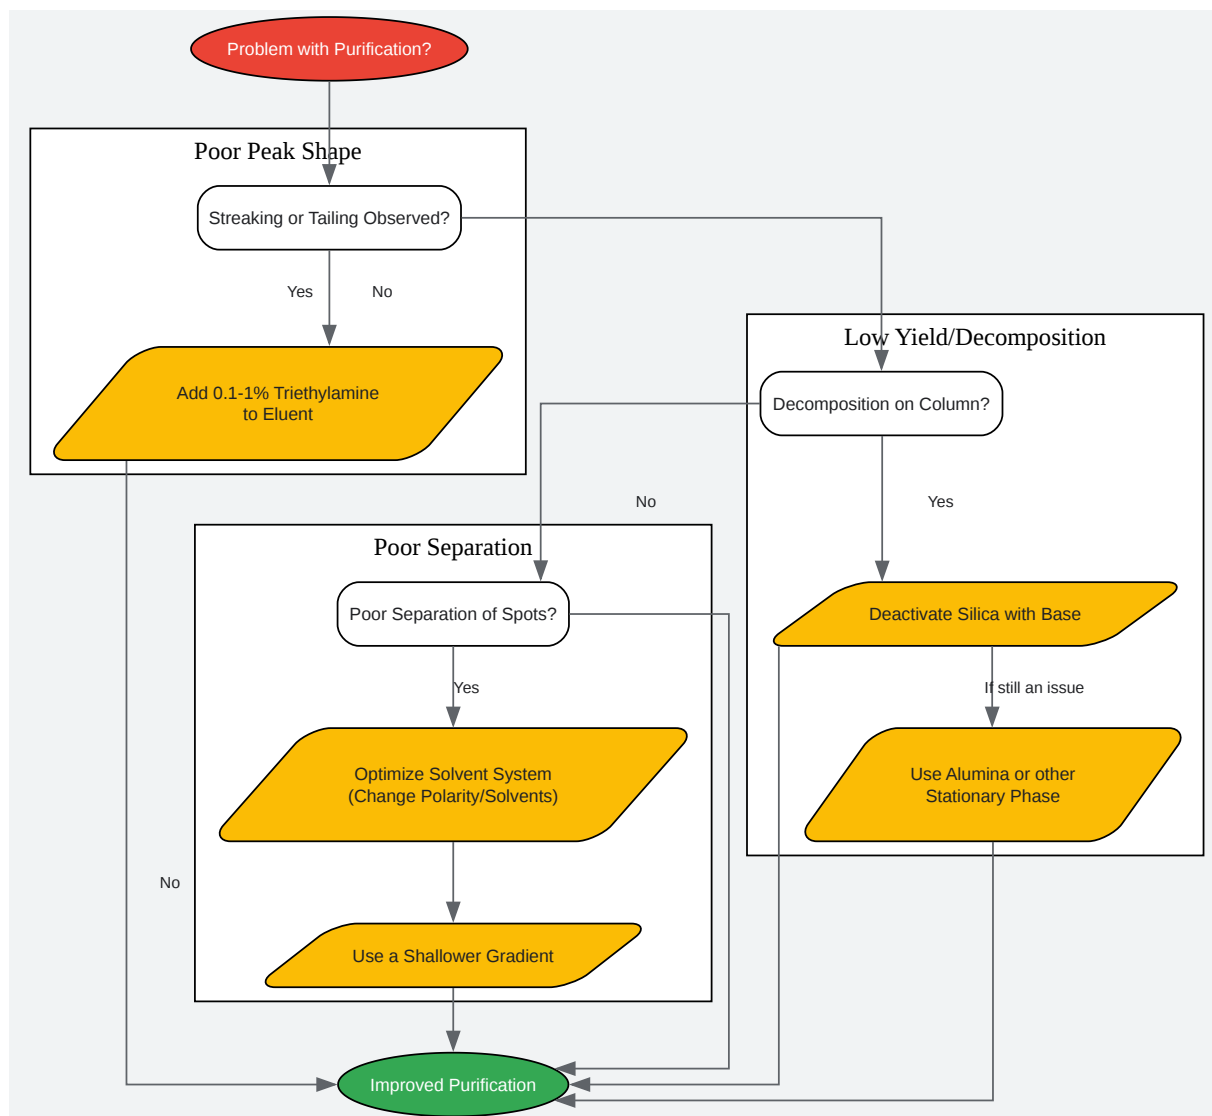 Problem with Purification?
Poor Peak Shape
Streaking or Tailing Observed?
Yes
No
Add 0.1-1% Triethylamine
to Eluent
Low Yield/Decomposition
Decomposition on Column?
No
Yes
Poor Separation
Poor Separation of Spots?
Deactivate Silica with Base
Yes
If still an issue
Optimize Solvent System
(Change Polarity/Solvents)
Use Alumina or other
Stationary Phase
No
Use a Shallower Gradient
Improved Purification